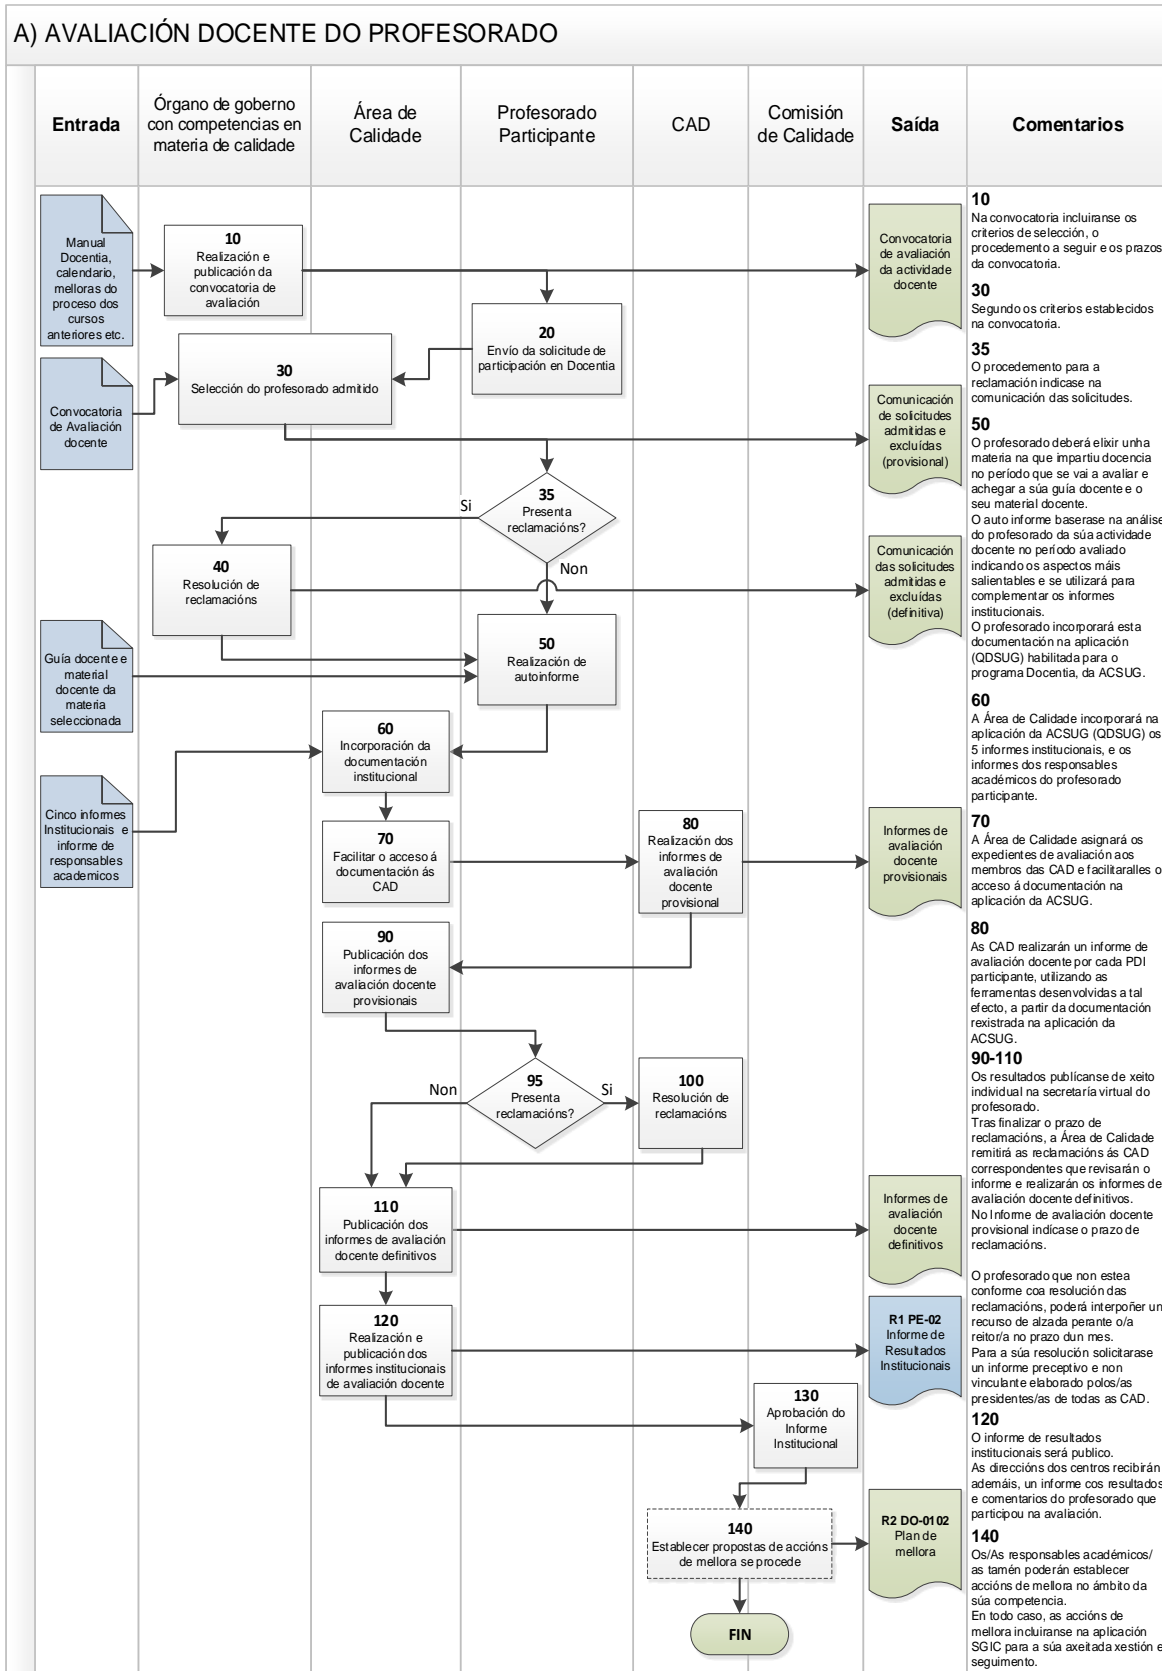 A) AVALIACIÓN DOCENTE DO PROFESORADO
Entrada
Órgano de goberno
con competencias en
materia de calidade
Área de
Calidade
Profesorado
Participante
CAD
Comisión
de Calidade
Saída
Comentarios
Manual
Docentia,
calendario,
melloras do
proceso dos
cursos
anteriores etc.
10
Realización e
publicación da
convocatoria de
avaliación
Convocatoria
de avaliación
da actividade
docente
20
Envío da solicitude de
participación en Docentia
30
Selección do profesorado admitido
Convocatoria
de Avaliación
docente
Comunicación
de solicitudes
admitidas e
excluídas
(provisional)
35
Presenta
reclamacións?
Si
Non
40
Resolución de
reclamacións
Comunicación
das solicitudes
admitidas e
excluídas
(definitiva)
Guía docente e
material
docente da
materia
seleccionada
50
Realización de
autoinforme
60
Incorporación da
documentación
institucional
Cinco informes
Institucionais e
informe de
responsables
academicos
70
Facilitar o acceso á
documentación ás
CAD
80
Realización dos
informes de
avaliación
docente
provisional
Informes de
avaliación
docente
provisionais
90
Publicación dos
informes de
avaliación docente
provisionais
95
Presenta
reclamacións?
Non
Si
100
Resolución de
reclamacións
110
Publicación dos
informes de avaliación
docente definitivos
Informes de
avaliación
docente
definitivos
120
Realización e
publicación dos
informes institucionais
de avaliación docente
R1 PE-02
Informe de
Resultados
Institucionais
130
Aprobación do
Informe
Institucional
140
Establecer propostas de accións
de mellora se procede
R2 DO-0102
Plan de
mellora
FIN
10
Na convocatoria incluiranse os
criterios de selección, o
procedemento a seguir e os prazos
da convocatoria.
30
Segundo os criterios establecidos
na convocatoria.
35
O procedemento para a
reclamación indicase na
comunicación das solicitudes.
50
O profesorado deberá elixir unha
materia na que impartiu docencia
no período que se vai a avaliar e
achegar a súa guía docente e o
seu material docente.
O auto informe baserase na análise
do profesorado da súa actividade
docente no período avaliado
indicando os aspectos máis
salientables e se utilizará para
complementar os informes
institucionais.
O profesorado incorporará esta
documentación na aplicación
(QDSUG) habilitada para o
programa Docentia, da ACSUG.
60
A Área de Calidade incorporará na
aplicación da ACSUG (QDSUG) os
5 informes institucionais, e os
informes dos responsables
académicos do profesorado
participante.
70
A Área de Calidade asignará os
expedientes de avaliación aos
membros das CAD e facilitaralles o
acceso á documentación na
aplicación da ACSUG.
80
As CAD realizarán un informe de
avaliación docente por cada PDI
participante, utilizando as
ferramentas desenvolvidas a tal
efecto, a partir da documentación
rexistrada na aplicación da
ACSUG.
90-110
Os resultados publícanse de xeito
individual na secretaría virtual do
profesorado.
Tras finalizar o prazo de
reclamacións, a Área de Calidade
remitirá as reclamacións ás CAD
correspondentes que revisarán o
informe e realizarán os informes de
avaliación docente definitivos.
No Informe de avaliación docente
provisional indícase o prazo de
reclamacións.
O profesorado que non estea
conforme coa resolución das
reclamacións, poderá interpoñer un
recurso de alzada perante o/a
reitor/a no prazo dun mes.
Para a súa resolución solicitarase
un informe preceptivo e non
vinculante elaborado polos/as
presidentes/as de todas as CAD.
120
O informe de resultados
institucionais será publico.
As direccións dos centros recibirán
ademáis, un informe cos resultados
e comentarios do profesorado que
participou na avaliación.
140
Os/As responsables académicos/
as tamén poderán establecer
accións de mellora no ámbito da
súa competencia.
En todo caso, as accións de
mellora incluiranse na aplicación
SGIC para a súa axeitada xestión e
seguimento.